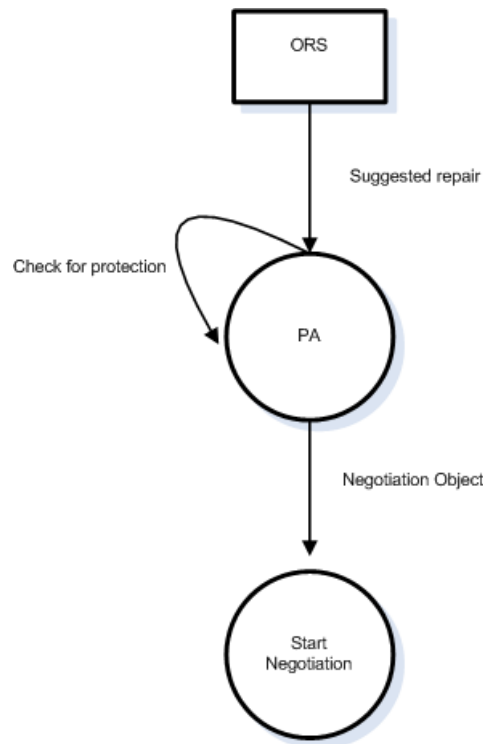 ORS
Suggested repair
Check for protection
PA
Negotiation Object
Start
Negotiation